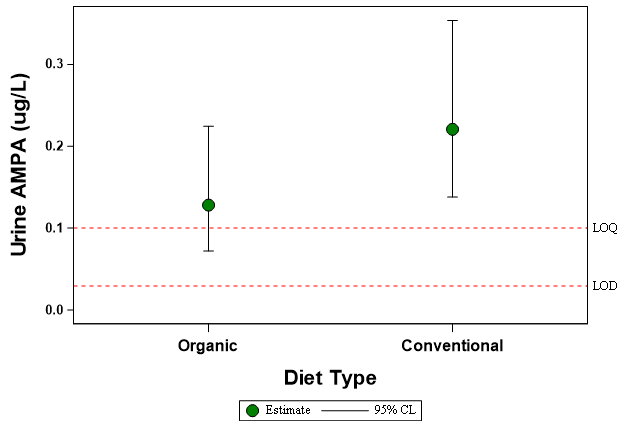 Urine AMPA (ug/L)
0.3
0.2
0.1
0.0
LOQ
LOD
Organic
Conventional
Diet Type
Estimate
95% CL